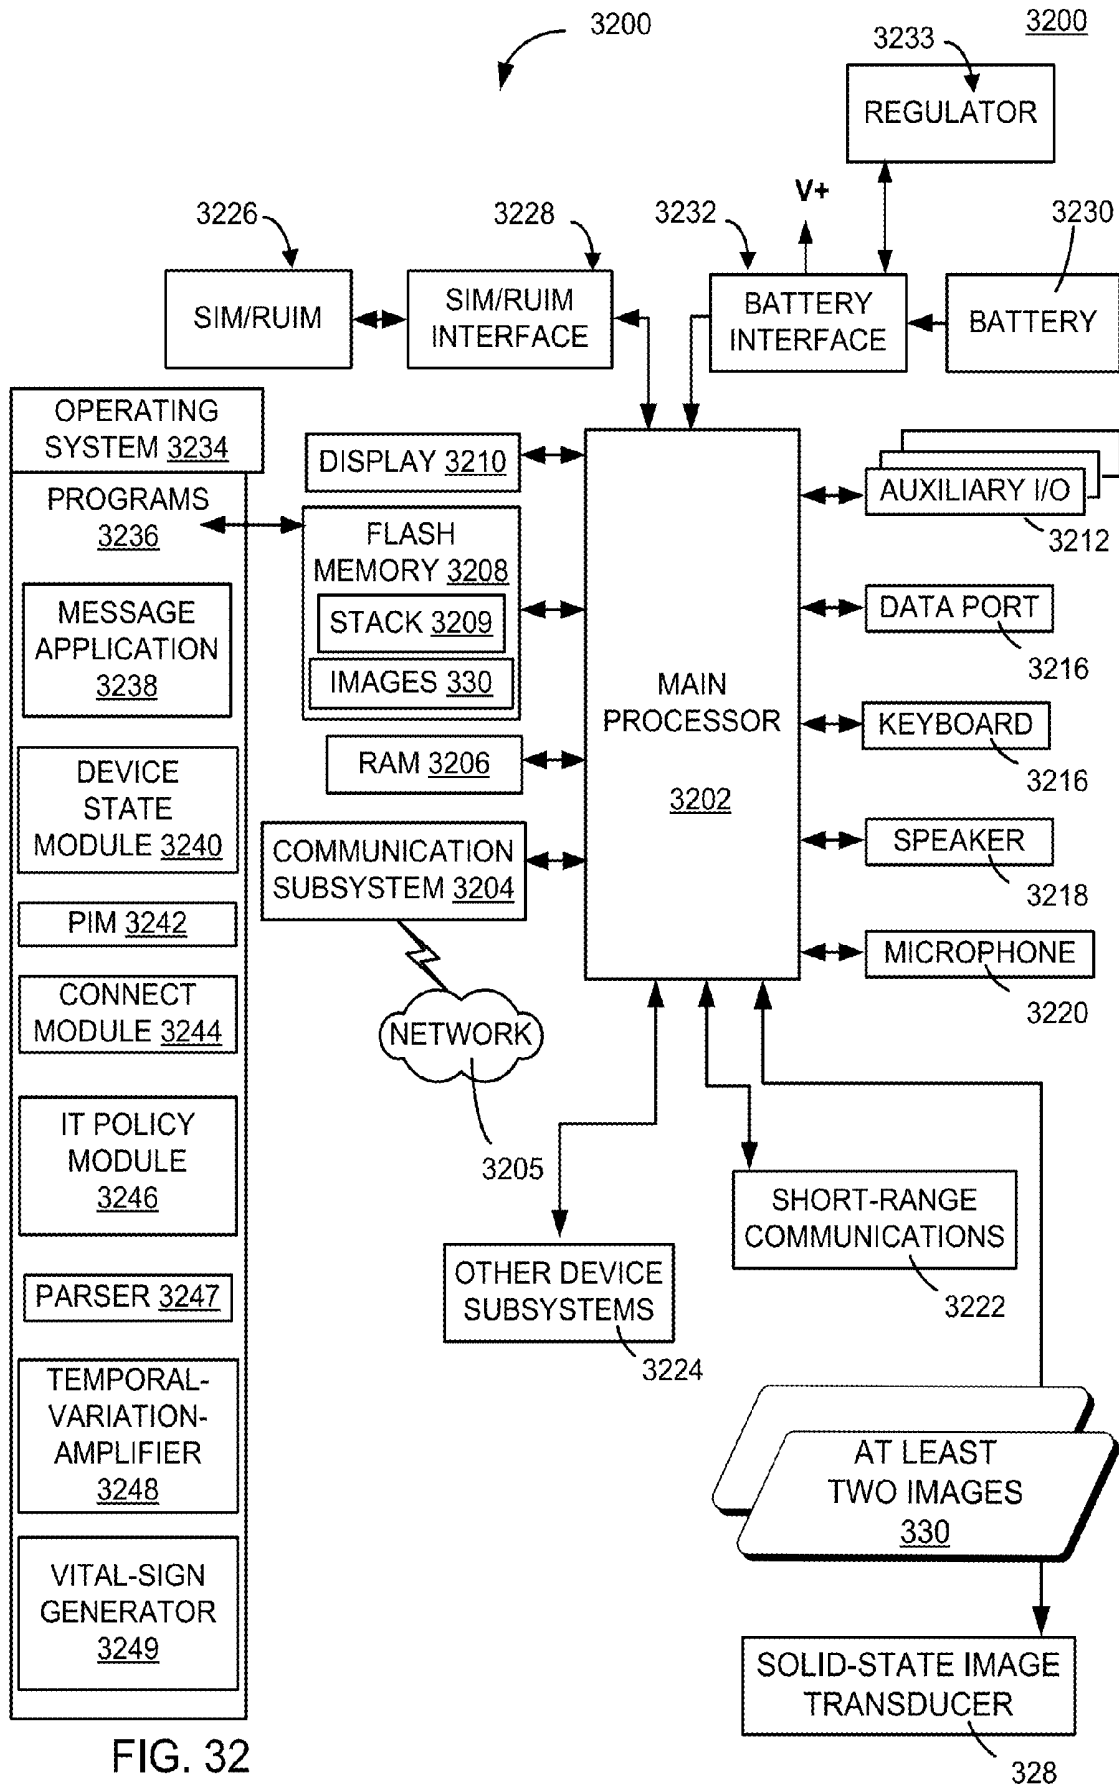 3200
3200
3233
REGULATOR
V+
3226
3228
3232
3230
SIM/RUIM
SIM/RUIM
INTERFACE
BATTERY
INTERFACE
BATTERY
OPERATING
SYSTEM 3234
PROGRAMS
3236
MESSAGE
APPLICATION
3238
DEVICE
STATE
MODULE 3240
PIM 3242
CONNECT
MODULE 3244
IT POLICY
MODULE
3246
PARSER 3247
TEMPORAL-
VARIATION-
AMPLIFIER
3248
VITAL-SIGN
GENERATOR
3249
DISPLAY 3210
FLASH
MEMORY 3208
STACK 3209
IMAGES 330
RAM 3206
COMMUNICATION
SUBSYSTEM 3204
NETWORK
3205
MAIN
PROCESSOR
3202
AUXILIARY I/O
3212
DATA PORT
3216
KEYBOARD
3216
SPEAKER
3218
MICROPHONE
3220
SHORT-RANGE
COMMUNICATIONS
3222
OTHER DEVICE
SUBSYSTEMS
3224
AT LEAST
TWO IMAGES
330
SOLID-STATE IMAGE
TRANSDUCER
328
FIG. 32